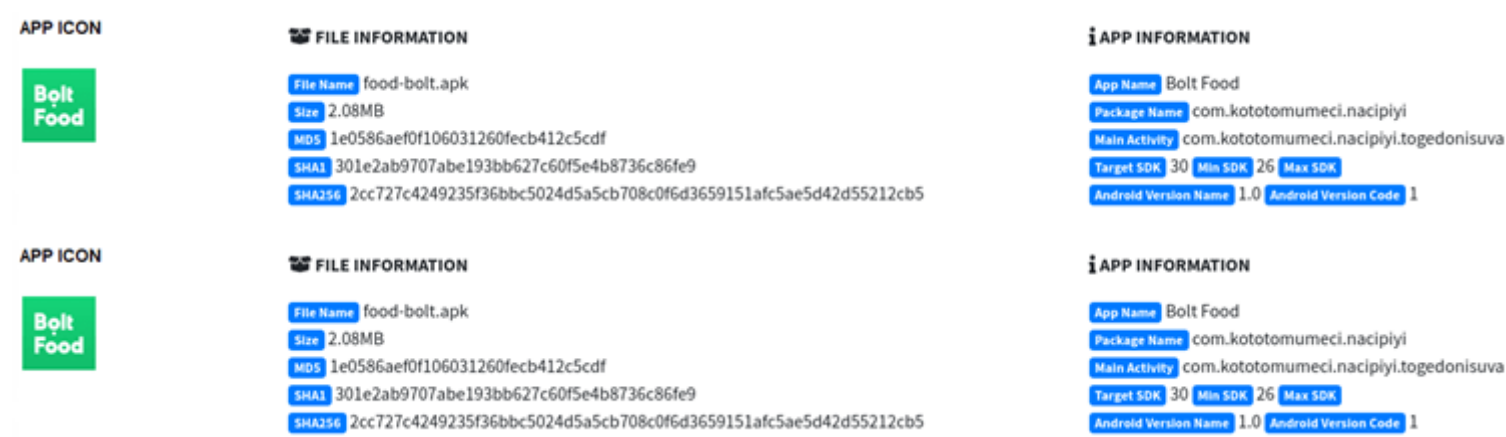 APP ICON
FILE INFORMATION
APP INFORMATION
Bolt
Food
File Name food-bolt.apk
Size 2.08MB
MD5 1e0586aef0f106031260fecb412c5cdf
SHA1 301e2ab9707abe193bb627c60f5e4b8736c86fe9
SHA256 2cc727c4249235f36bbc5024d5a5cb708c0f6d3659151afc5ae5d42d55212cb5
App Name Bolt Food
Package Name com.kototomumeci.nacipiyi
Main Activity com.kototomumeci.nacipiyi.togedonisuva
Target SDK 30 Min SDK 26 Max SDK
Android Version Name 1.0 Android Version Code 1
APP ICON
FILE INFORMATION
APP INFORMATION
Bolt
Food
File Name food-bolt.apk
Size 2.08MB
MD5 1e0586aef0f106031260fecb412c5cdf
SHA1 301e2ab9707abe193bb627c60f5e4b8736c86fe9
SHA256 2cc727c4249235f36bbc5024d5a5cb708c0f6d3659151afc5ae5d42d55212cb5
App Name Bolt Food
Package Name com.kototomumeci.nacipiyi
Main Activity com.kototomumeci.nacipiyi.togedonisuva
Target SDK 30 Min SDK 26 Max SDK
Android Version Name 1.0 Android Version Code 1